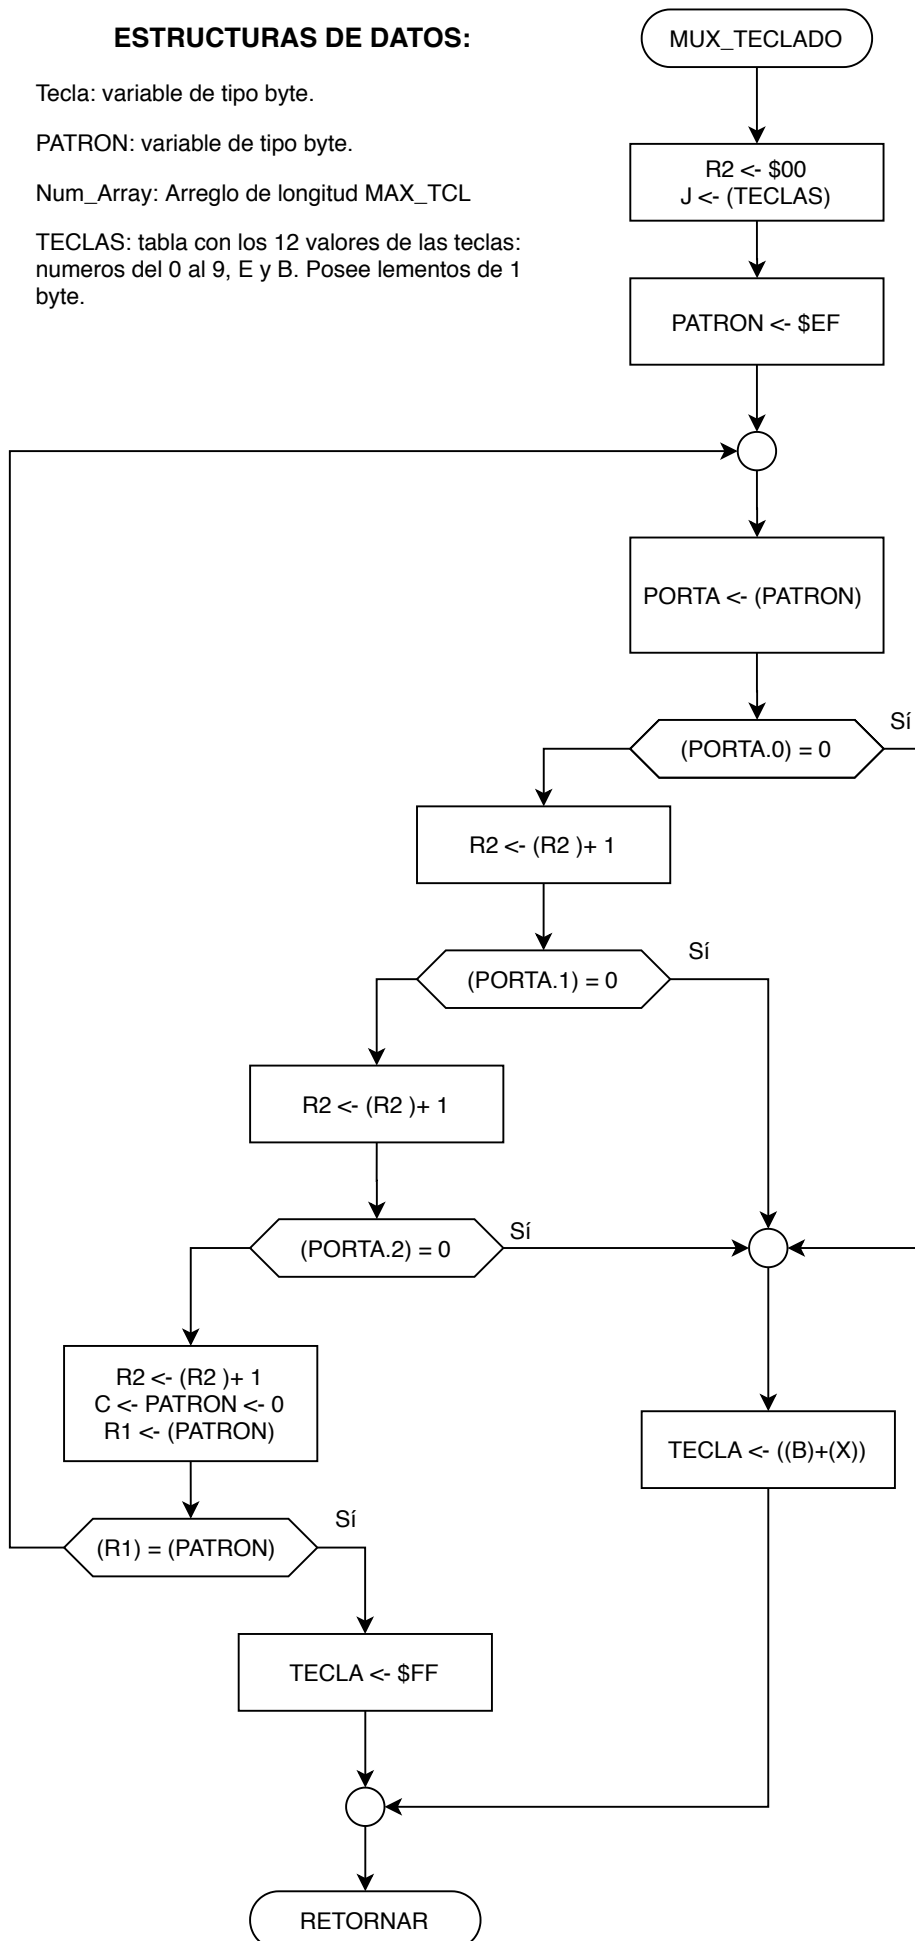 ESTRUCTURAS DE DATOS:
Tecla: variable de tipo byte.
PATRON: variable de tipo byte.
Num_Array: Arreglo de longitud MAX_TCL
TECLAS: tabla con los 12 valores de las teclas:
numeros del 0 al 9, E y B. Posee lementos de 1
byte.
MUX_TECLADO
R2 <- $00
J <- (TECLAS)
PATRON <- $EF
PORTA <- (PATRON)
(PORTA.0) = 0
Sí
R2 <- (R2 )+ 1
(PORTA.1) = 0
Sí
R2 <- (R2 )+ 1
(PORTA.2) = 0
Sí
R2 <- (R2 )+ 1
C <- PATRON <- 0
R1 <- (PATRON)
TECLA <- ((B)+(X))
(R1) = (PATRON)
Sí
TECLA <- $FF
RETORNAR